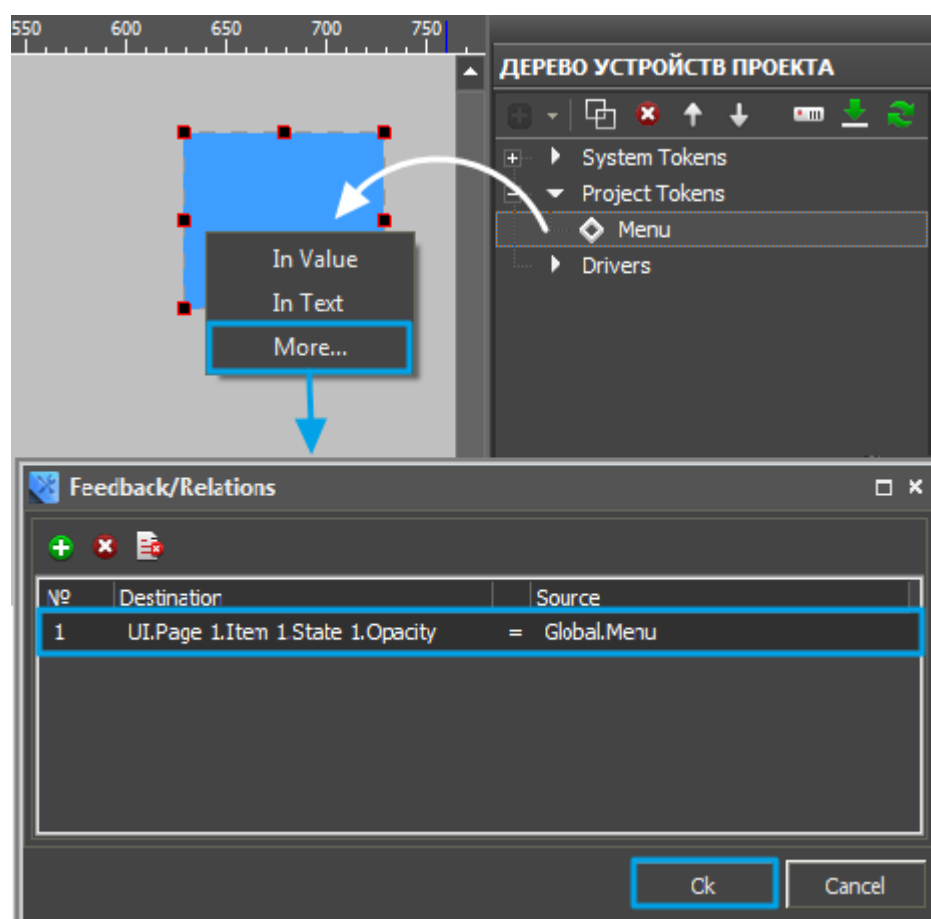 550 600 650 700 750
ДЕРЕВО УСТРОЙСТВ ПРОЕКТА
System Tokens
Project Tokens
Menu
Drivers
In Value
In Text
More...
Feedback/Relations
№ Destination Source
1 UI.Page 1.Item 1.State 1.Opacity = Global.Menu
Ok Cancel